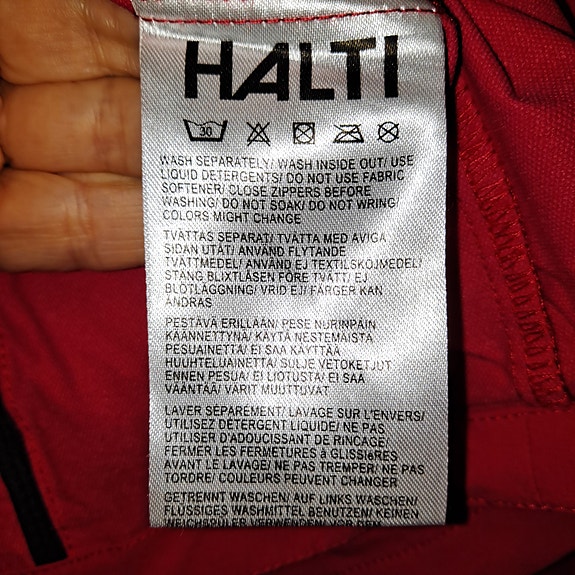 HALTI
30
WASH SEPARATELY/ WASH INSIDE OUT/ USE
LIQUID DETERGENTS/ DO NOT USE FABRIC
SOFTENER/ CLOSE ZIPPERS BEFORE
WASHING/ DO NOT SOAK/ DO NOT WRING/
COLORS MIGHT CHANGE
TVÄTTAS SEPARAT/ TVÄTTA MED AVIGA
SIDAN UTÅT/ ANVÄND FLYTANDE
TVÄTTMEDEL/ ANVÄND EJ TEXTILSKÖJMEDEL/
STÄNG BLIXTLÅSEN FÖRE TVÄTT/ EJ
BLÖTLÄGGNING/ VRID EJ/ FÄRGER KAN
ÄNDRAS
PESTÄVÄ ERILLÄÄN/ PESE NURINPÄIN
KÄÄNNETTYNÄ/ KÄYTÄ NESTEMÄISTÄ
PESUAINETTA/ EI SAA KÄYTTÄÄ
HUUHTELUAINETTA/ SULJE VETOKETJUT
ENNEN PESUA/ EI LIOTUSTA/ EI SAA
VÄÄNTÄÄ/ VÄRIT MUUTTUVAT
LAVER SÉPARÉMENT/ LAVAGE SUR L'ENVERS/
UTILISEZ DÉTERGENT LIQUIDE/ NE PAS
UTILISER D'ADOUCISSANT DE RINCAGE/
FERMER LES FERMETURES à GLISSIèRES
AVANT LE LAVAGE/ NE PAS TREMPER/ NE PAS
TORDRE/ COULEURS PEUVENT CHANGER
GETRENNT WASCHEN/ AUF LINKS WASCHEN/
FLÜSSIGES WASHMITTEL BENUTZEN/ KEINEN
WEICHSPÜLER VERWENDEN/ VOR DEM